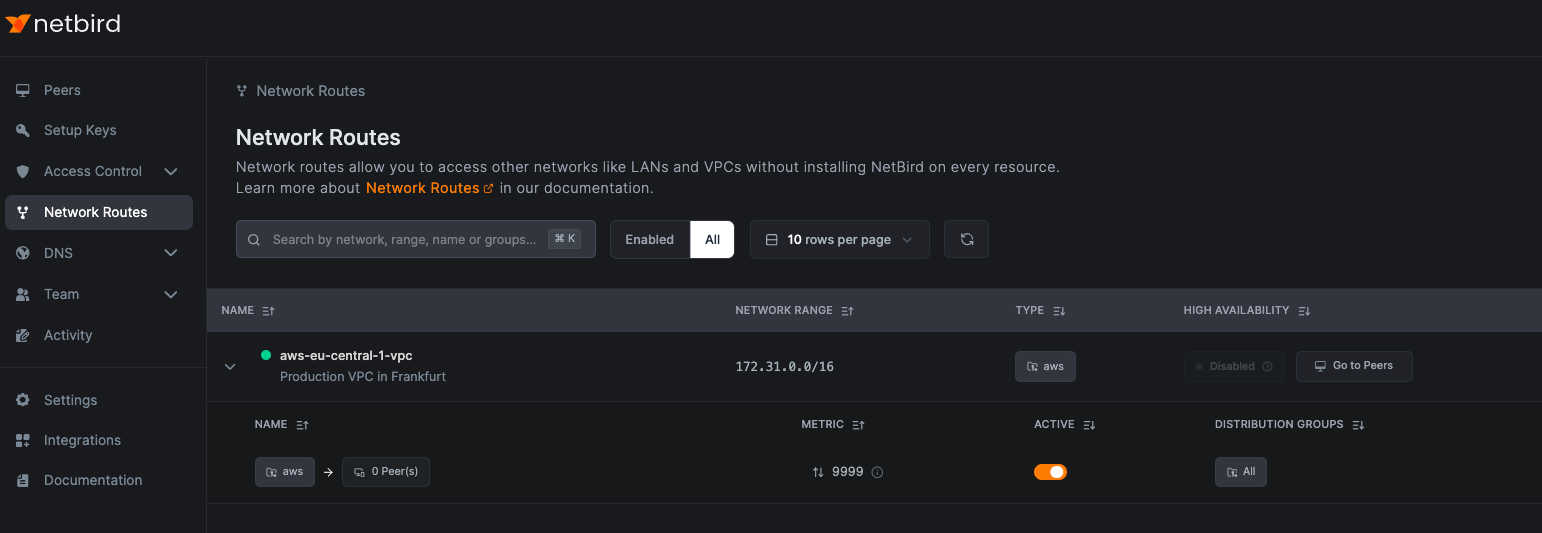 netbird
Peers
Setup Keys
Access Control
Network Routes
DNS
Team
Activity
Settings
Integrations
Documentation
Network Routes
Network Routes
Network routes allow you to access other networks like LANs and VPCs without installing NetBird on every resource.
Learn more about Network Routes in our documentation.
Search by network, range, name or groups... ⌘ K
Enabled All
10 rows per page
NAME NETWORK RANGE TYPE HIGH AVAILABILITY
aws-eu-central-1-vpc
Production VPC in Frankfurt
172.31.0.0/16 aws Disabled Go to Peers
NAME METRIC ACTIVE DISTRIBUTION GROUPS
aws → 0 Peer(s) 9999 All